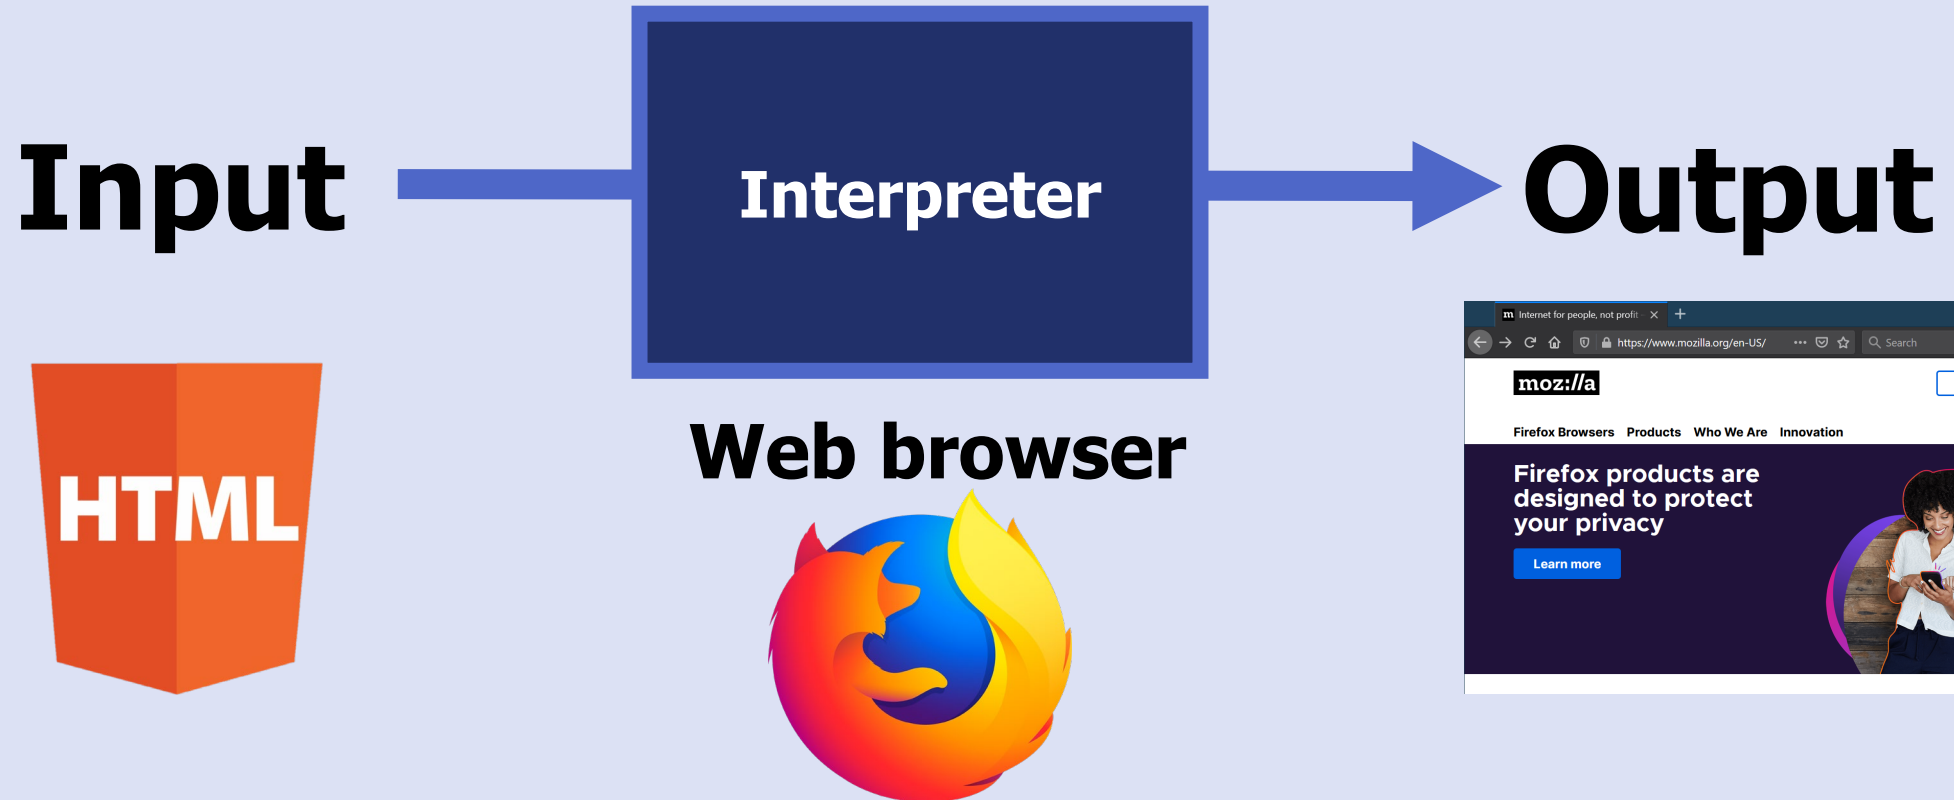 Input
Interpreter
Output
HTML
Web browser
m Internet for people, not profit
https://www.mozilla.org/en-US/
Search
moz://a
Firefox Browsers Products Who We Are Innovation
Firefox products are
designed to protect
your privacy
Learn more